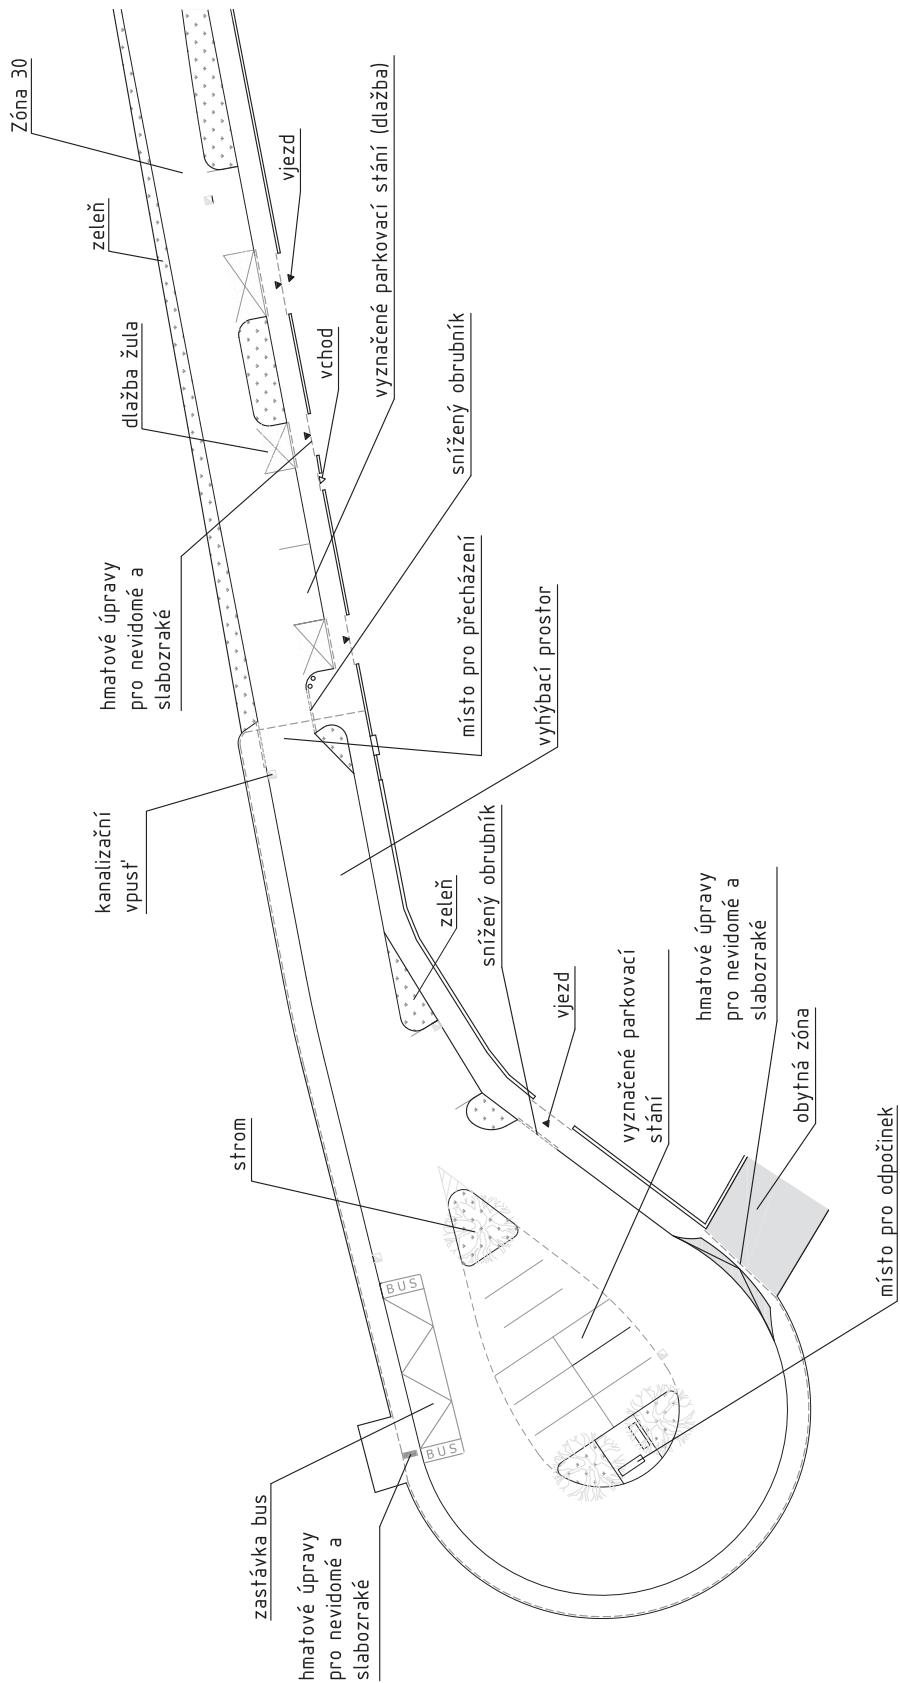 Zóna 30
zeleň
dlažba žula
vjezd
vchod
vyznačené parkovací stání (dlažba)
snížený obrubník
hmatové úpravy
pro nevidomé a
slabozraké
místo pro přecházení
vyhýbací prostor
kanalizační
vpusť
zeleň
snížený obrubník
vjezd
vyznačené parkovací
stání
hmatové úpravy
pro nevidomé a
slabozraké
obytná zóna
místo pro odpočinek
strom
BUS
BUS
zastávka bus
hmatové úpravy
pro nevidomé a
slabozraké